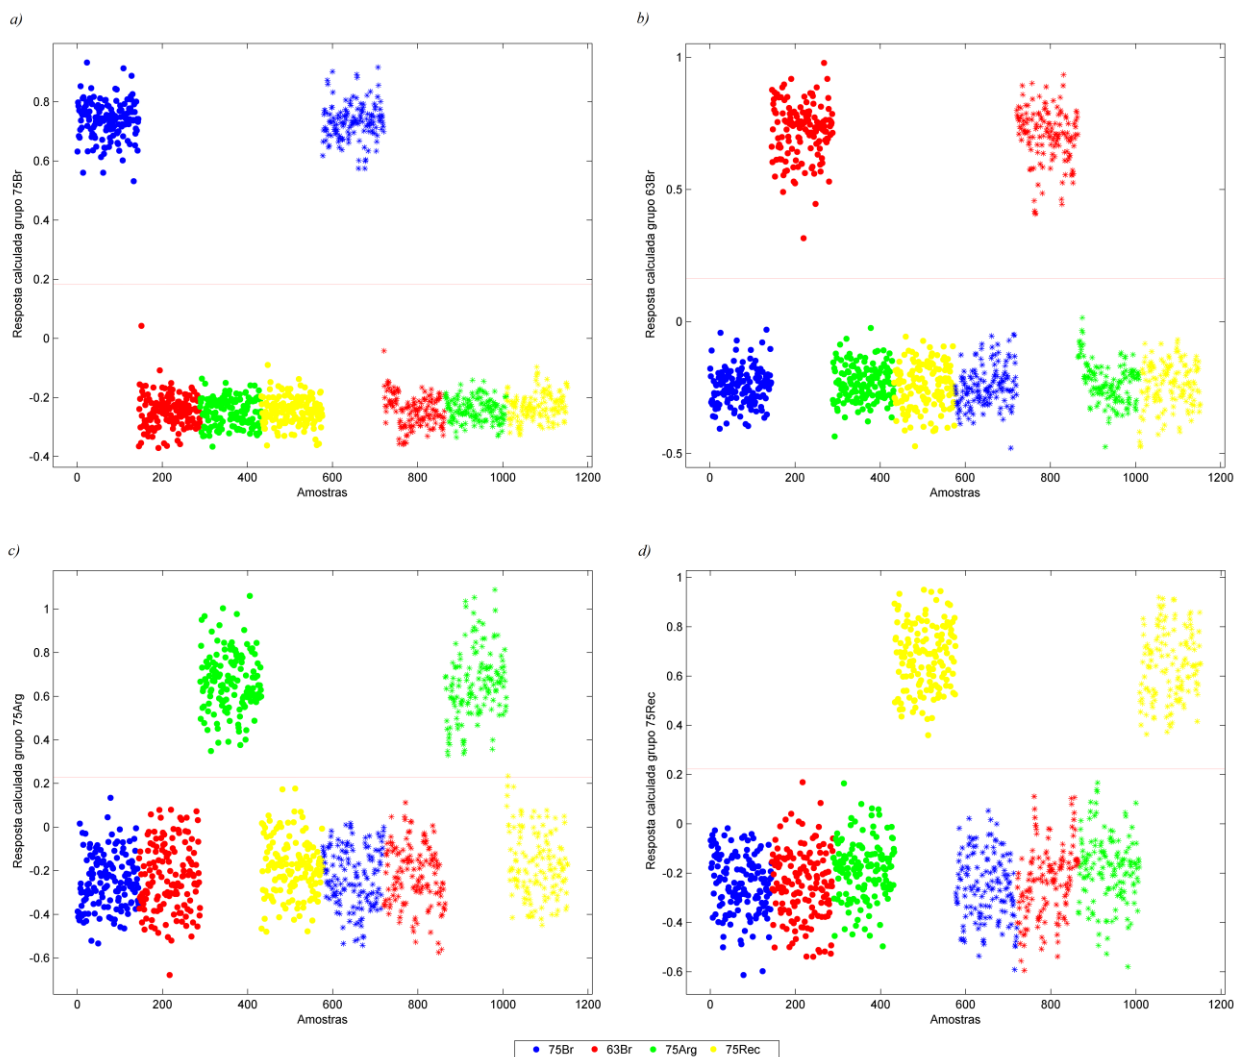 a)
Resposta calculada grupo 75Br
0.8
0.6
0.4
0.2
0
-0.2
-0.4
0 200 400 600 800 1000 1200
Amostras
b)
Resposta calculada grupo 63Br
1
0.5
0
-0.5
0 200 400 600 800 1000 1200
Amostras
c)
Resposta calculada grupo 75Arg
1
0.8
0.6
0.4
0.2
0
-0.2
-0.4
-0.6
0 200 400 600 800 1000 1200
Amostras
d)
Resposta calculada grupo 75Rec
1
0.8
0.6
0.4
0.2
0
-0.2
-0.4
-0.6
0 200 400 600 800 1000 1200
Amostras
75Br 63Br 75Arg 75Rec